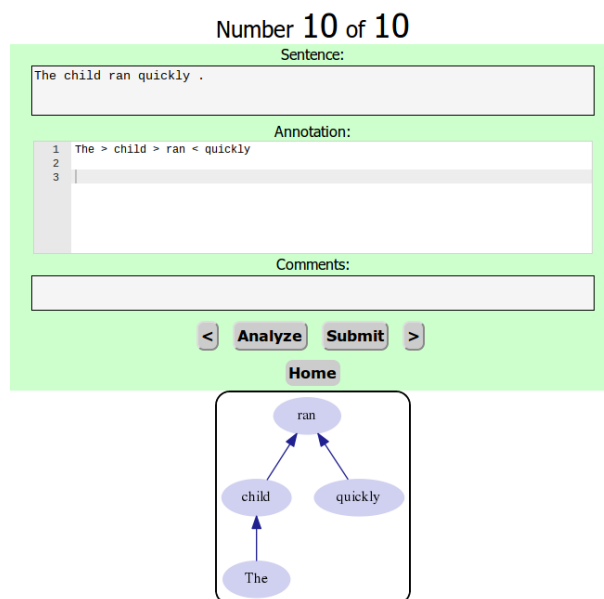 Number 10 of 10
Sentence:
The child ran quickly .
Annotation:
1 The > child > ran < quickly
2
3
Comments:
< Analyze Submit >
Home
ran
child quickly
The